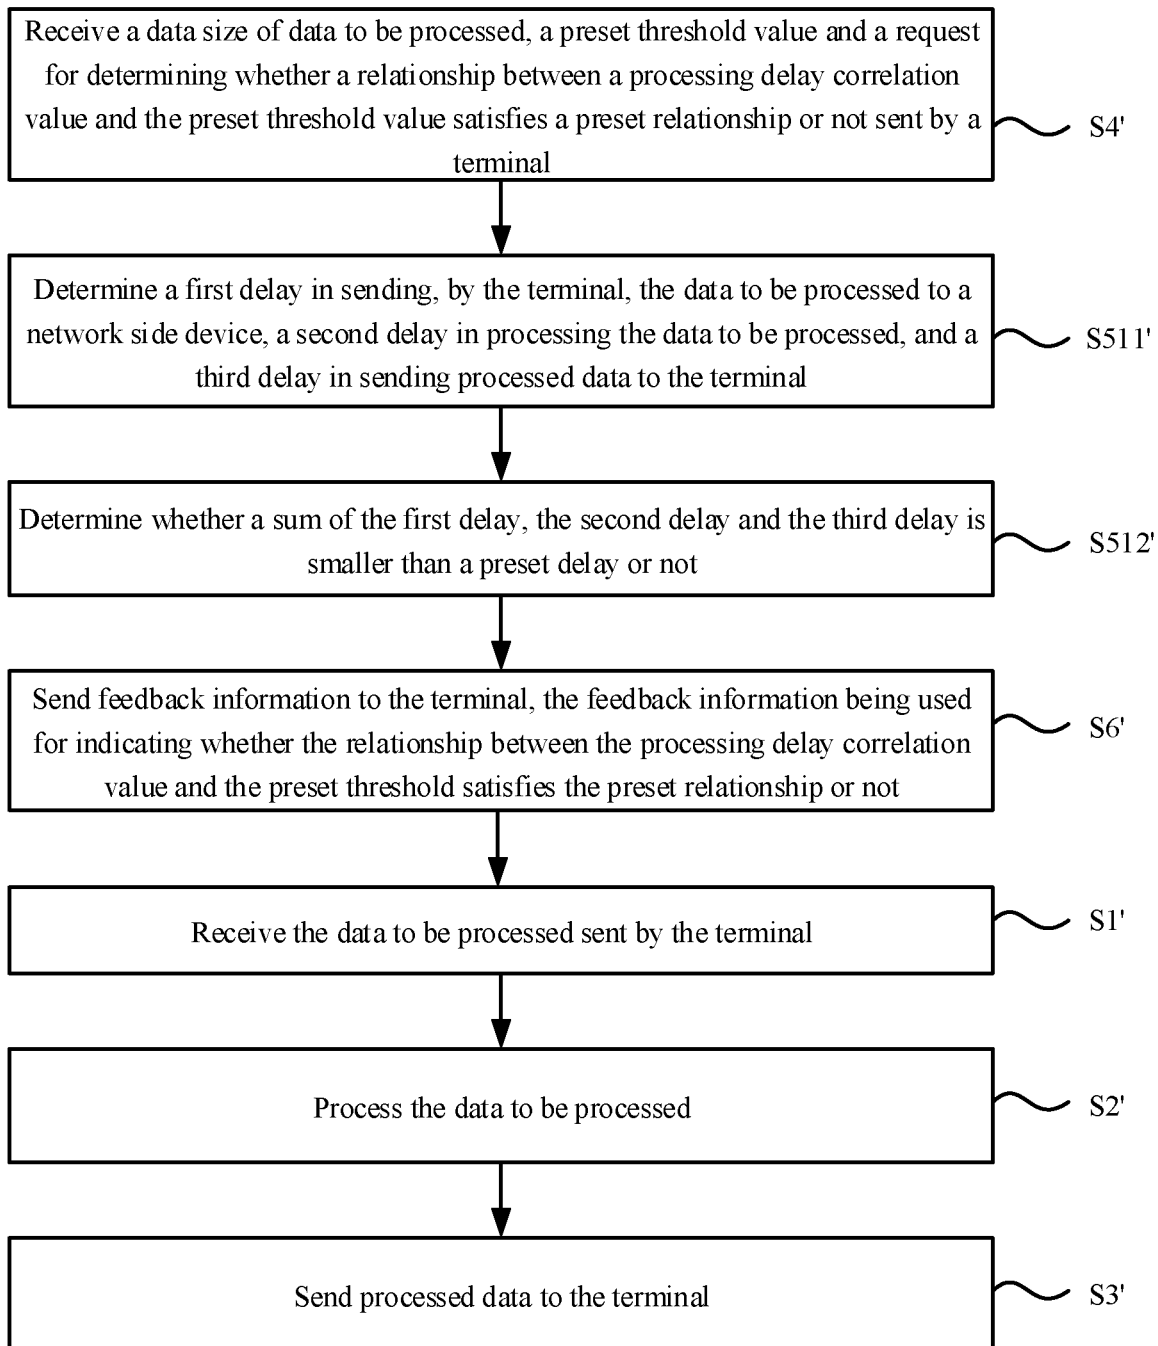 Receive a data size of data to be processed, a preset threshold value and a request
for determining whether a relationship between a processing delay correlation
value and the preset threshold value satisfies a preset relationship or not sent by a
terminal
S4'
Determine a first delay in sending, by the terminal, the data to be processed to a
network side device, a second delay in processing the data to be processed, and a
third delay in sending processed data to the terminal
S511'
Determine whether a sum of the first delay, the second delay and the third delay is
smaller than a preset delay or not
S512'
Send feedback information to the terminal, the feedback information being used
for indicating whether the relationship between the processing delay correlation
value and the preset threshold satisfies the preset relationship or not
S6'
Receive the data to be processed sent by the terminal
S1'
Process the data to be processed
S2'
Send processed data to the terminal
S3'